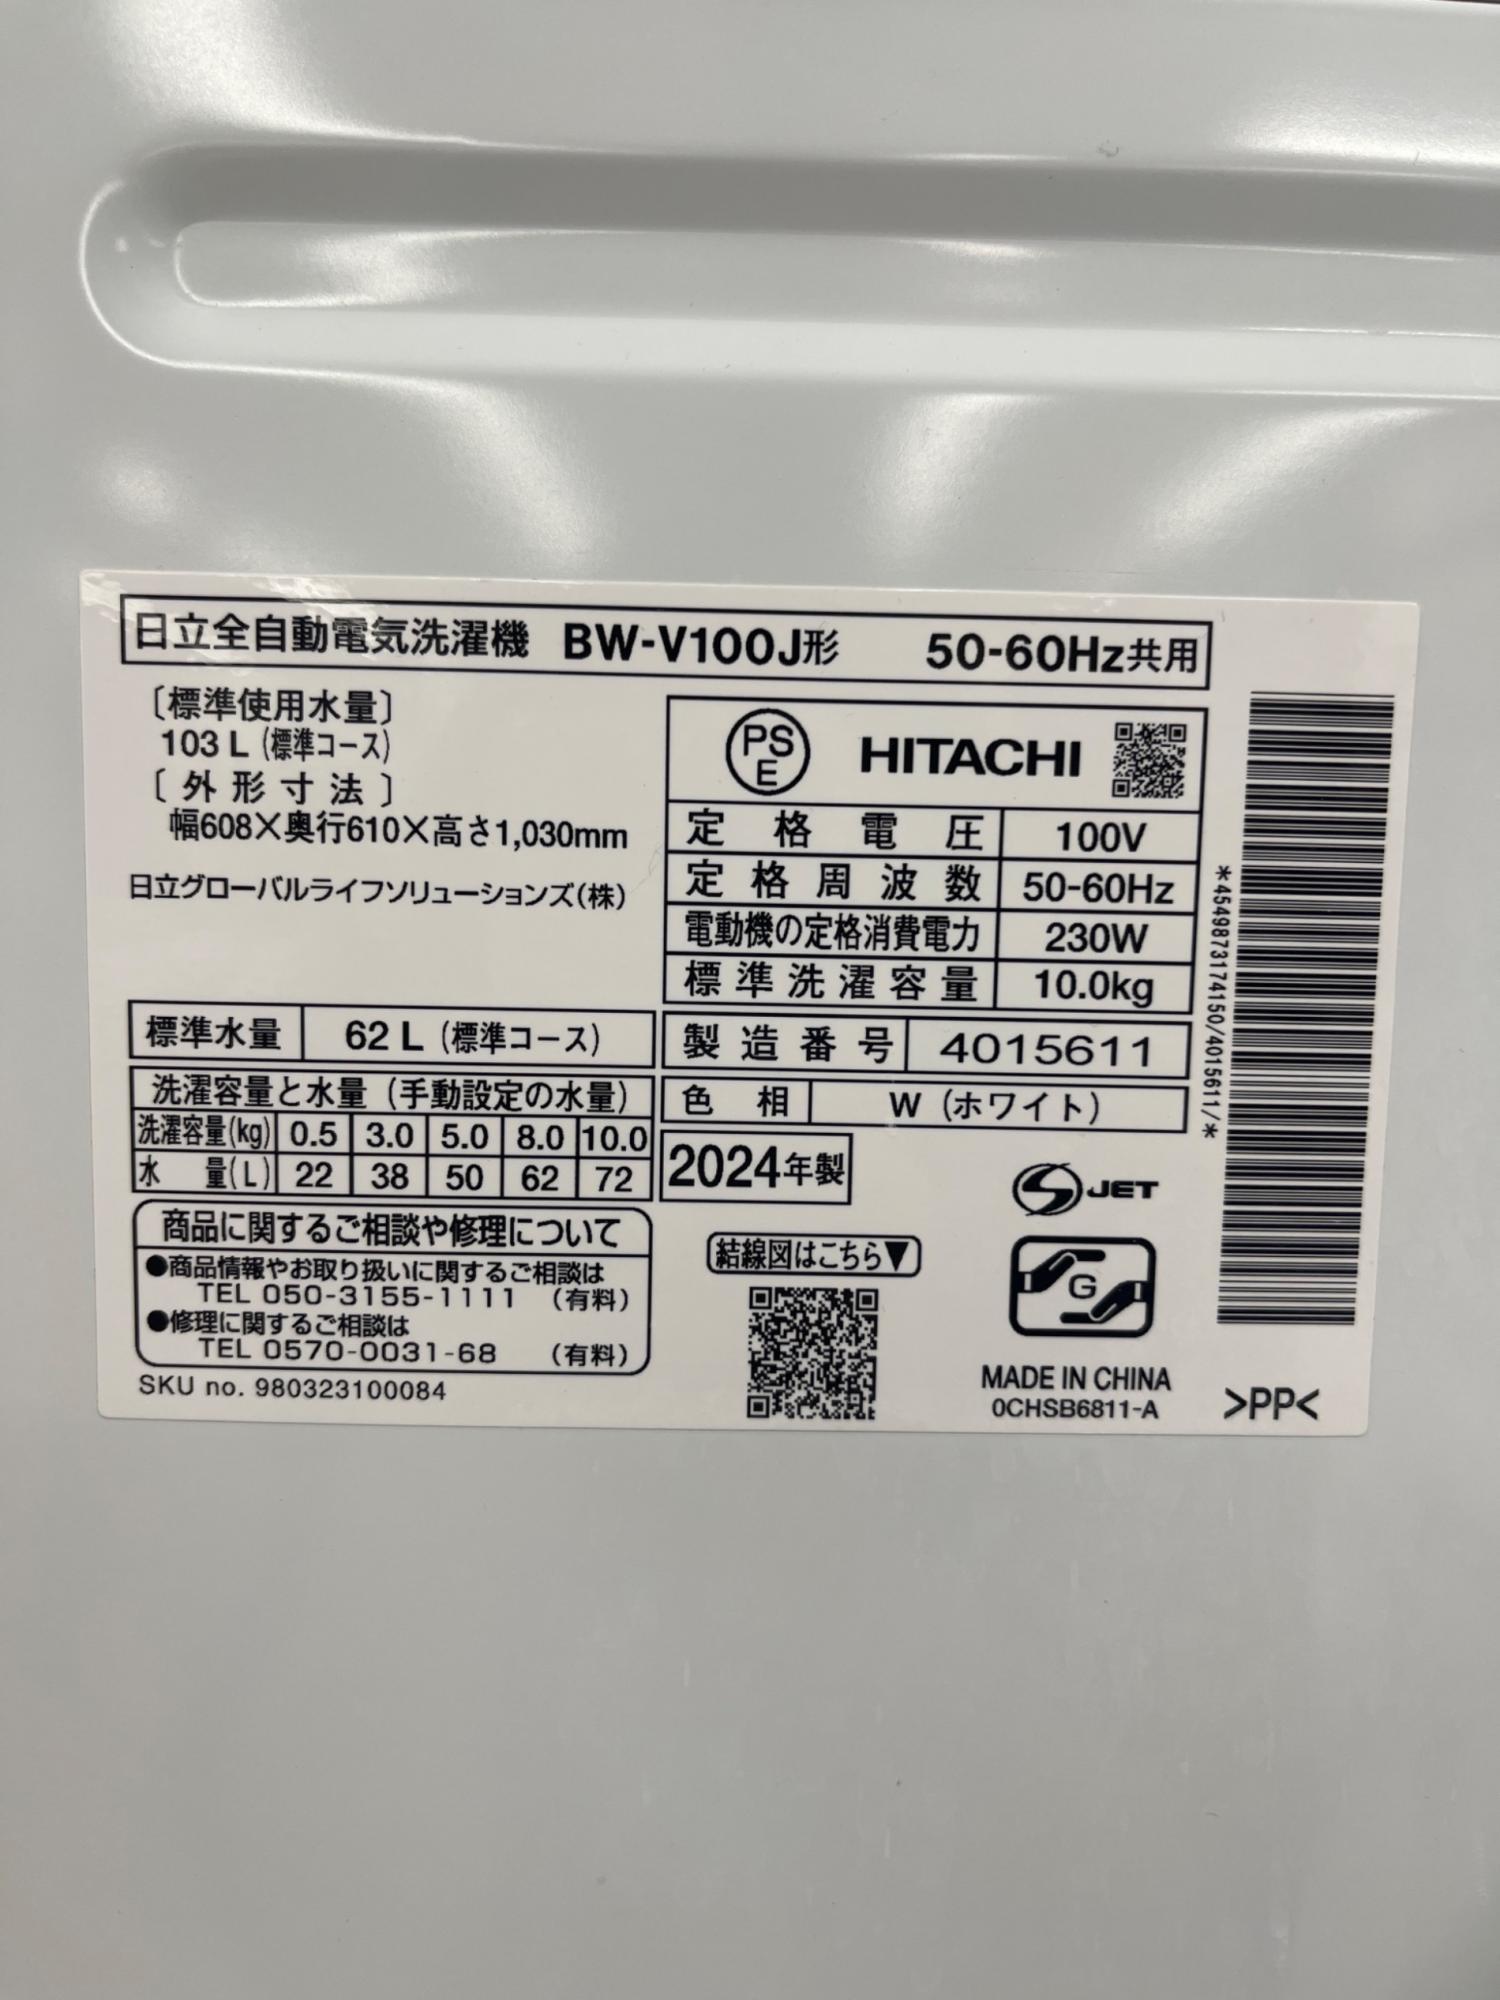 日立全自動電気洗濯機 BW-V100J形 50-60Hz共用
〔標準使用水量〕
103 L (標準コース)
〔外形寸法〕
幅608×奥行610×高さ1,030mm
日立グローバルライフソリューションズ(株)
PS
E
HITACHI
定格電圧 100V
定格周波数 50-60Hz
電動機の定格消費電力 230W
標準洗濯容量 10.0kg
標準水量 62 L (標準コース)
洗濯容量と水量 (手動設定の水量)
洗濯容量(kg) 0.5 3.0 5.0 8.0 10.0
水量(L) 22 38 50 62 72
製造番号 4015611
色相 W (ホワイト)
2024年製
商品に関するご相談や修理について
●商品情報やお取り扱いに関するご相談は
TEL 050-3155-1111 (有料)
●修理に関するご相談は
TEL 0570-0031-68 (有料)
SKU no. 980323100084
結線図はこちら▼
S JET
G
MADE IN CHINA
0CHSB6811-A
>PP<
*4549873174150/4015611/*